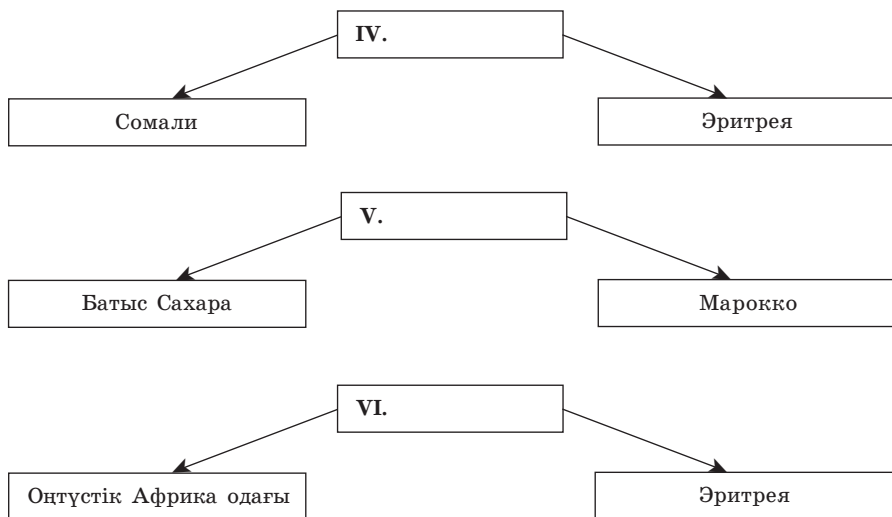 IV.
Сомали
Эритрея
V.
Батыс Сахара
Марокко
VI.
Оңтүстік Африка одағы
Эритрея